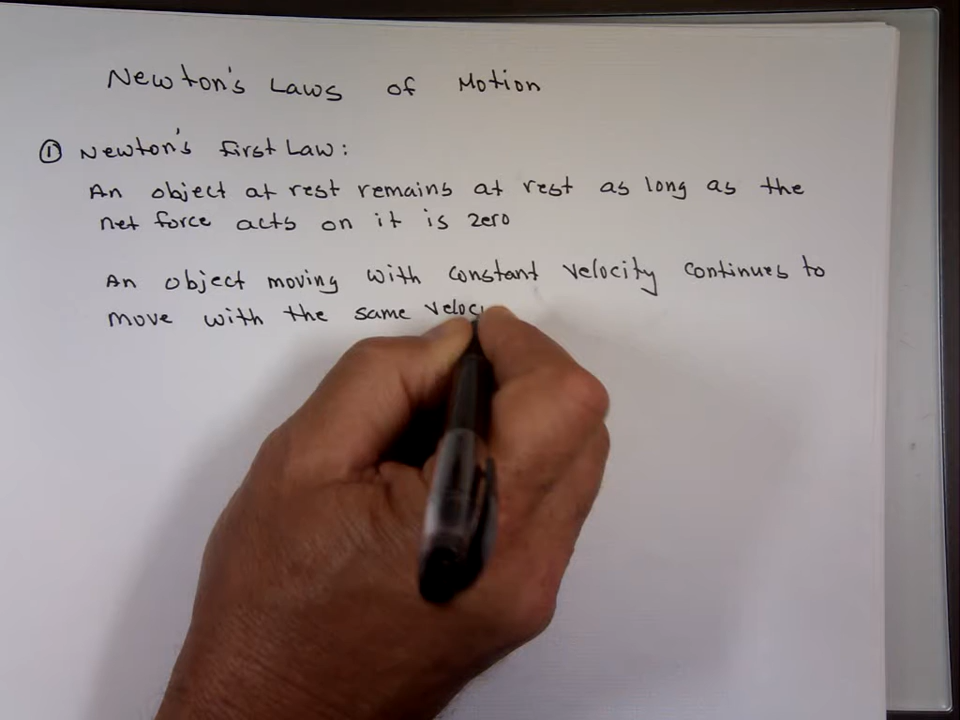 Newton's Laws of Motion
① Newton's first Law:
An object at rest remains at rest as long as the
net force acts on it is zero
An object moving with constant velocity continues to
move with the same veloci